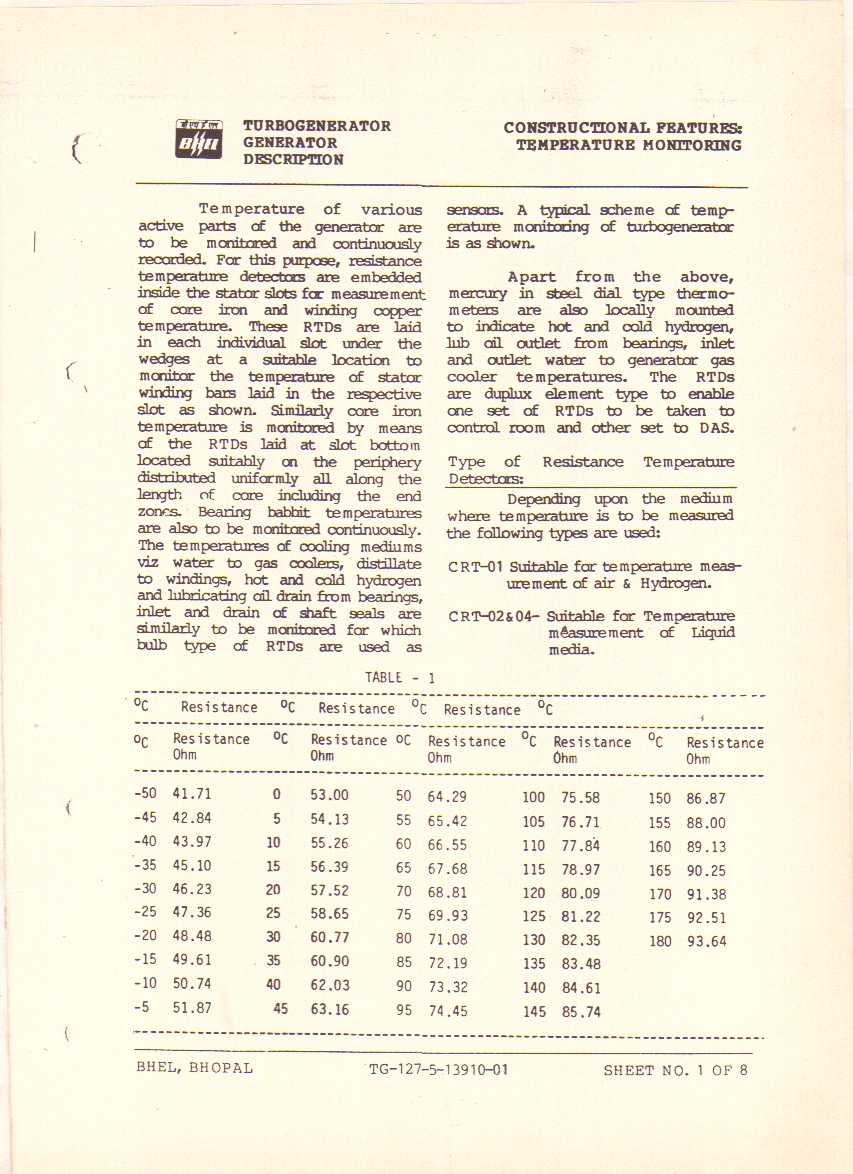 बीएचईएल
BHEL
TURBOGENERATOR
GENERATOR
DESCRIPTION
CONSTRUCTIONAL FEATURES:
TEMPERATURE MONITORING
Temperature of various
active parts of the generator are
to be monitored and continuously
recorded. For this purpose, resistance
temperature detectors are embedded
inside the stator slots for measurement
of core iron and winding copper
temperature. These RTDs are laid
in each individual slot under the
wedges at a suitable location to
monitor the temperature of stator
winding bars laid in the respective
slot as shown. Similarly core iron
temperature is monitored by means
of the RTDs laid at slot bottom
located suitably on the periphery
distributed uniformly all along the
length of core including the end
zones. Bearing babbit temperatures
are also to be monitored continuously.
The temperatures of cooling mediums
viz water to gas coolers, distillate
to windings, hot and cold hydrogen
and lubricating oil drain from bearings,
inlet and drain of shaft seals are
similarly to be monitored for which
bulb type of RTDs are used as
sensors. A typical scheme of temp-
erature monitoring of turbogenerator
is as shown.
Apart from the above,
mercury in steel dial type thermo-
meters are also locally mounted
to indicate hot and cold hydrogen,
lub oil outlet from bearings, inlet
and outlet water to generator gas
cooler temperatures. The RTDs
are duplux element type to enable
one set of RTDs to be taken to
control room and other set to DAS.
Type of Resistance Temperature
Detectors:
Depending upon the medium
where temperature is to be measured
the following types are used:
CRT-01 Suitable for temperature meas-
urement of air & Hydrogen.
CRT-02&04- Suitable for Temperature
measurement of Liquid
media.
TABLE - 1
°C Resistance °C Resistance °C Resistance °C
°C Resistance °C Resistance °C Resistance °C Resistance °C Resistance
Ohm Ohm Ohm Ohm Ohm
-50 41.71 0 53.00 50 64.29 100 75.58 150 86.87
-45 42.84 5 54.13 55 65.42 105 76.71 155 88.00
-40 43.97 10 55.26 60 66.55 110 77.84 160 89.13
-35 45.10 15 56.39 65 67.68 115 78.97 165 90.25
-30 46.23 20 57.52 70 68.81 120 80.09 170 91.38
-25 47.36 25 58.65 75 69.93 125 81.22 175 92.51
-20 48.48 30 60.77 80 71.08 130 82.35 180 93.64
-15 49.61 35 60.90 85 72.19 135 83.48
-10 50.74 40 62.03 90 73.32 140 84.61
-5 51.87 45 63.16 95 74.45 145 85.74
BHEL, BHOPAL TG-127-5-13910-01 SHEET NO. 1 OF 8